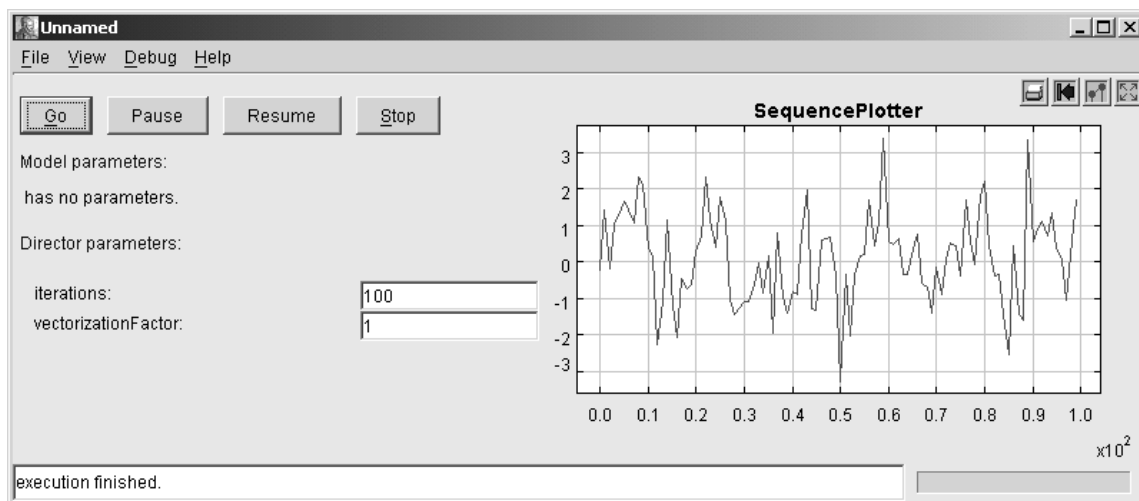 Unnamed
File View Debug Help
Go Pause Resume Stop
Model parameters:
has no parameters.
Director parameters:
iterations: 100
vectorizationFactor: 1
SequencePlotter
3
2
1
0
-1
-2
-3
0.0 0.1 0.2 0.3 0.4 0.5 0.6 0.7 0.8 0.9 1.0
x10²
execution finished.